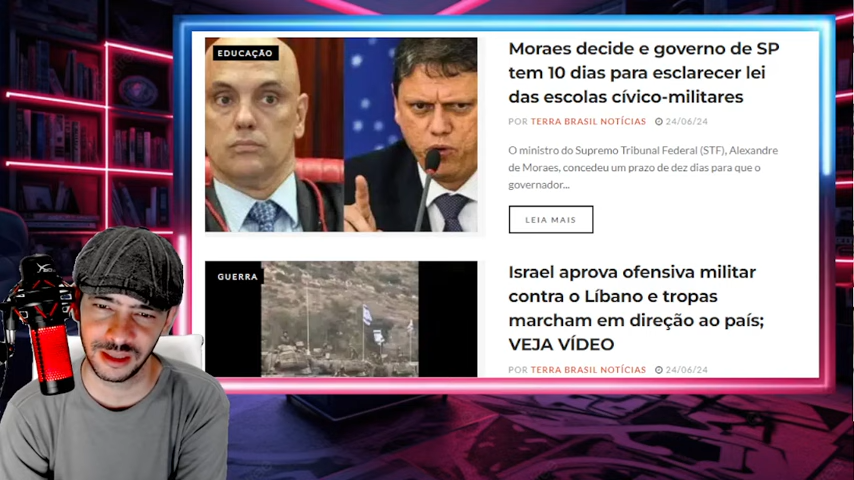 EDUCAÇÃO
Moraes decide e governo de SP
tem 10 dias para esclarecer lei
das escolas cívico-militares
POR TERRA BRASIL NOTÍCIAS 24/06/24
O ministro do Supremo Tribunal Federal (STF), Alexandre
de Moraes, concedeu um prazo de dez dias para que o
governador...
LEIA MAIS
GUERRA
Israel aprova ofensiva militar
contra o Líbano e tropas
marcham em direção ao país;
VEJA VÍDEO
POR TERRA BRASIL NOTÍCIAS 24/06/24